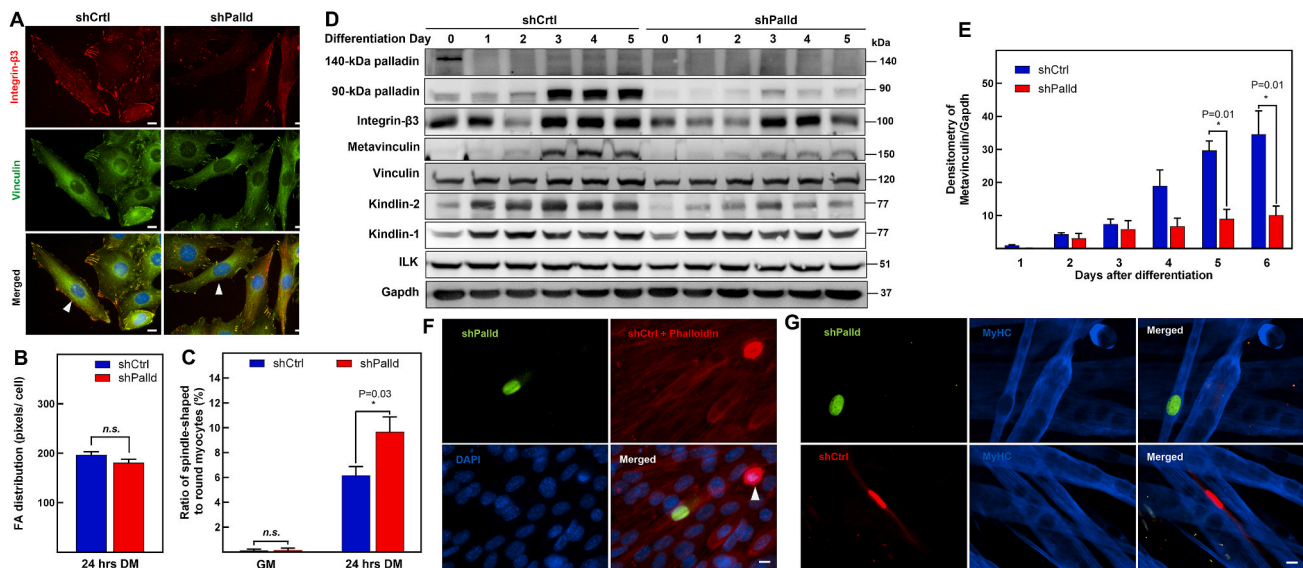 A
shCrtl
shPalld
Integrin-β3
Vinculin
Merged
B
shCtrl
shPalld
FA distribution (pixels/ cell)
300
200
100
n.s.
24 hrs DM
C
shCtrl
shPalld
Ratio of spindle-shaped
to round myocytes (%)
14
12
10
8
6
4
2
P=0.03
*
n.s.
GM
24 hrs DM
D
shCrtl
shPalld
Differentiation Day
0 1 2 3 4 5 0 1 2 3 4 5
kDa
140-kDa palladin
140
90-kDa palladin
90
Integrin-β3
100
Metavinculin
150
Vinculin
120
Kindlin-2
77
Kindlin-1
77
ILK
51
Gapdh
37
E
shCtrl
shPalld
Densitometry of
Metavinculin/Gapdh
50
40
30
20
10
P=0.01
*
P=0.01
*
1 2 3 4 5 6
Days after differentiation
F
shPalld
shCtrl + Phalloidin
DAPI
Merged
G
shPalld
MyHC
Merged
shCtrl
MyHC
Merged